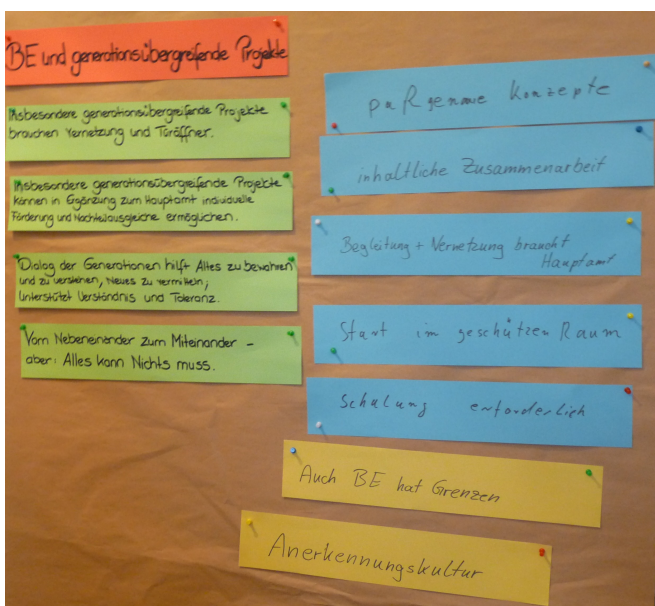 BE und generationsübergreifende Projekte
Insbesondere generationsübergreifende Projekte
brauchen Vernetzung und Türöffner.
Insbesondere generationsübergreifende Projekte
können in Ergänzung zum Hauptamt individuelle
Förderung und Nachteilausgleiche ermöglichen.
Dialog der Generationen hilft Altes zu bewahren
und zu verstehen, Neues zu vermitteln,
Unterstützt Verständnis und Toleranz.
Vom Nebeneinander zum Miteinander –
aber: Alles kann Nichts muss.
paßgenaue Konzepte
inhaltliche Zusammenarbeit
Begleitung + Vernetzung braucht
Hauptamt
Start im geschützen Raum
Schulung erforderlich
Auch BE hat Grenzen
Anerkennungskultur